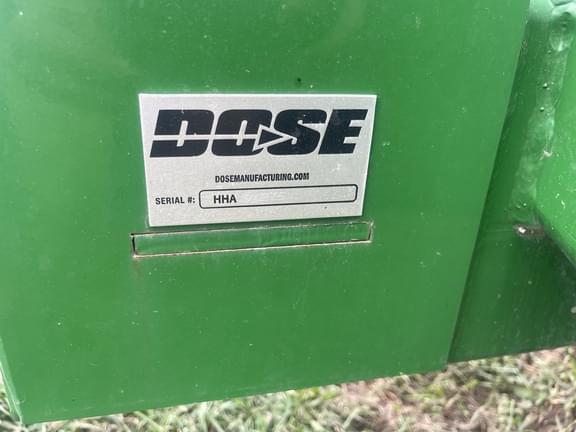 DOSE
DOSEMANUFACTURING.COM
SERIAL #: HHA